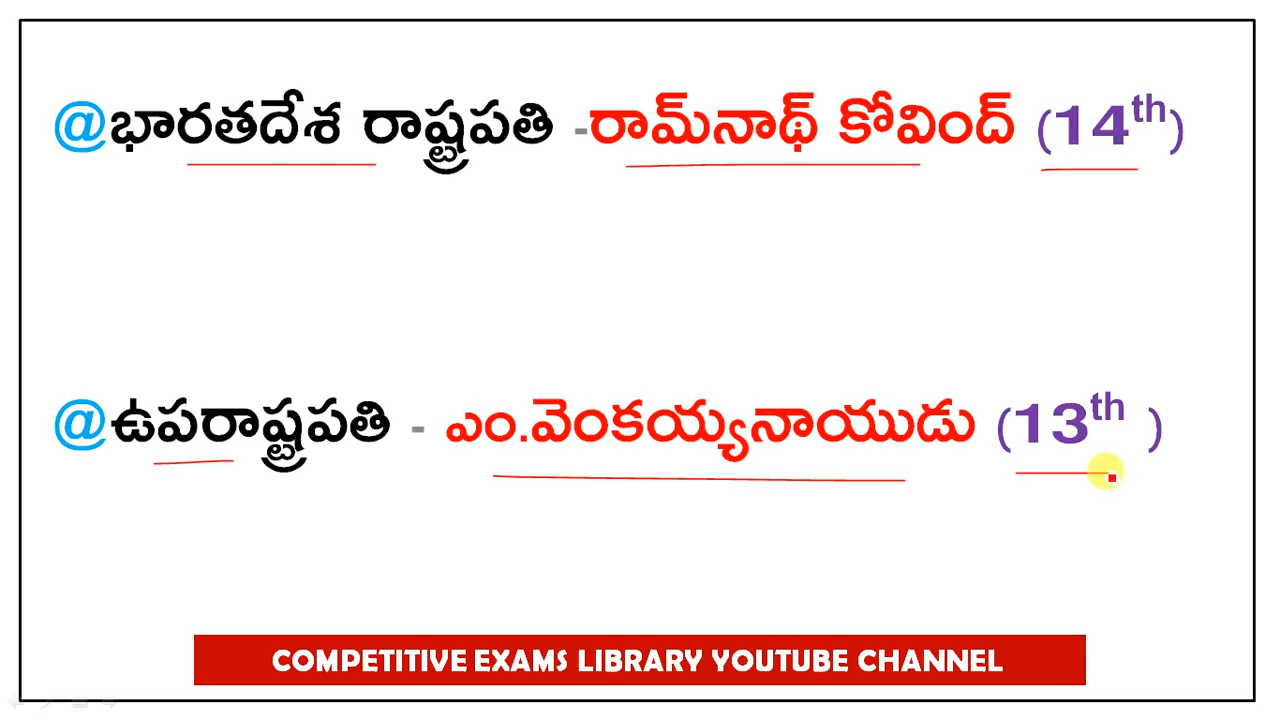 @భారతదేశ రాష్ట్రపతి -రామ్‌నాథ్ కోవింద్ (14th)
@ఉపరాష్ట్రపతి - ఎం.వెంకయ్యనాయుడు (13th )
COMPETITIVE EXAMS LIBRARY YOUTUBE CHANNEL